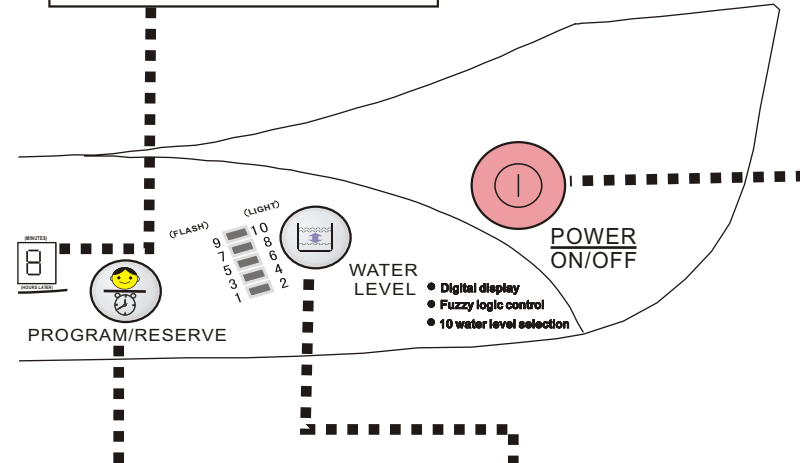 (FLASH)
(LIGHT)
9 10
7 8
5 6
3 4
1 2
(MINUTES)
8
(HOURS LATER)
PROGRAM/RESERVE
WATER
LEVEL
● Digital display
● Fuzzy logic control
● 10 water level selection
POWER
ON/OFF